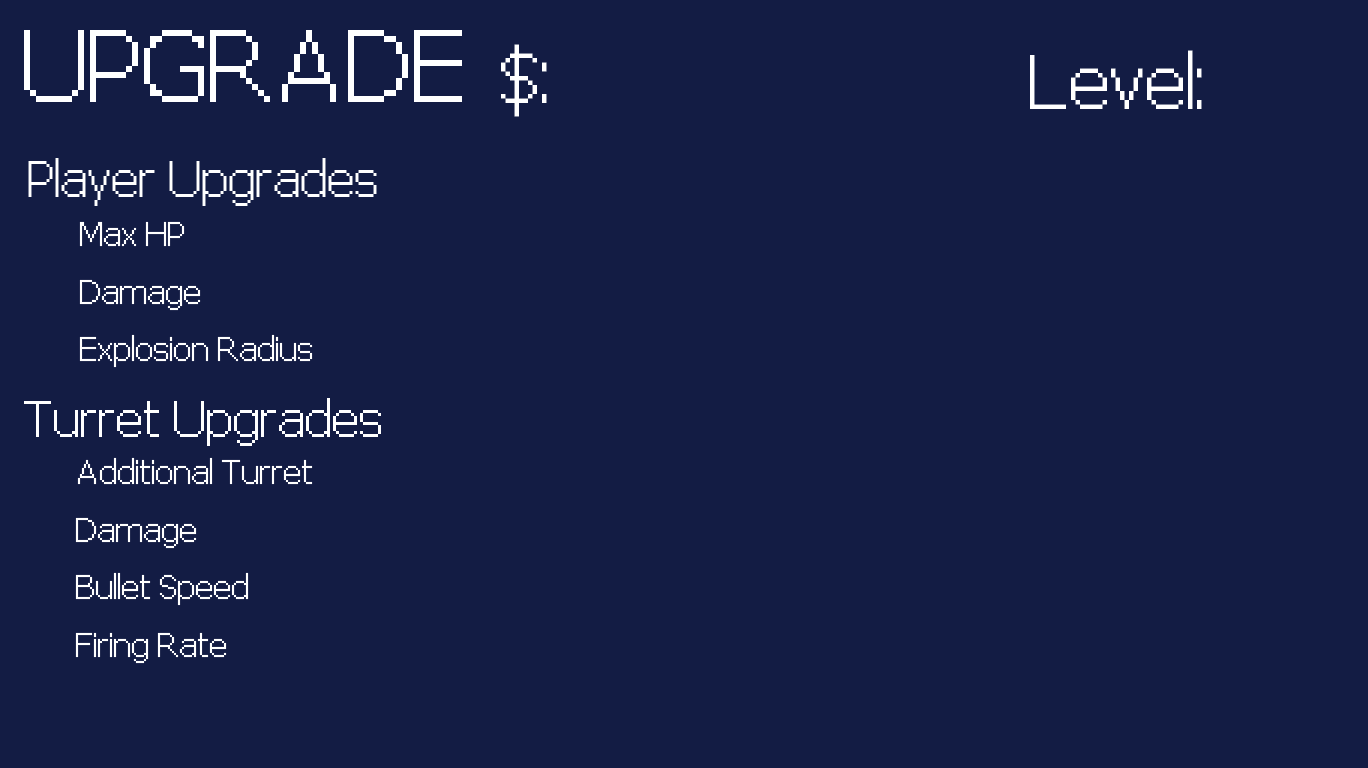 UPGRADE $: Level:
Player Upgrades
Max HP
Damage
Explosion Radius
Turret Upgrades
Additional Turret
Damage
Bullet Speed
Firing Rate